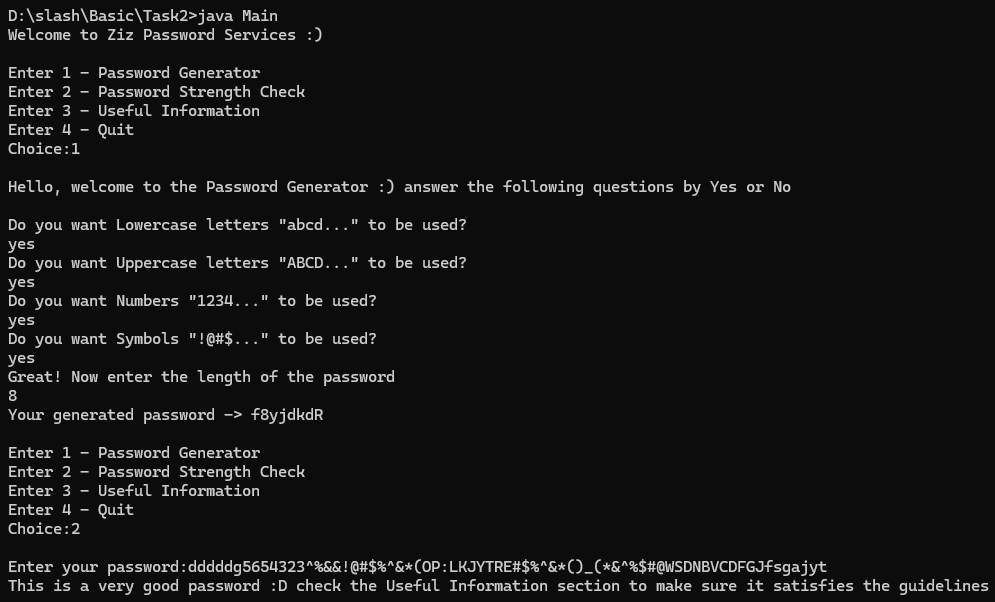 D:\slash\Basic\Task2>java Main
Welcome to Ziz Password Services :)
Enter 1 - Password Generator
Enter 2 - Password Strength Check
Enter 3 - Useful Information
Enter 4 - Quit
Choice:1
Hello, welcome to the Password Generator :) answer the following questions by Yes or No
Do you want Lowercase letters "abcd..." to be used?
yes
Do you want Uppercase letters "ABCD..." to be used?
yes
Do you want Numbers "1234..." to be used?
yes
Do you want Symbols "!@#$..." to be used?
yes
Great! Now enter the length of the password
8
Your generated password -> f8yjdkdR
Enter 1 - Password Generator
Enter 2 - Password Strength Check
Enter 3 - Useful Information
Enter 4 - Quit
Choice:2
Enter your password:dddddg5654323^%&&!@#$%^&*(OP:LKJYTRE#$%^&*()_(*&^%$#@WSDNBVCDFGJfsgajyt
This is a very good password :D check the Useful Information section to make sure it satisfies the guidelines